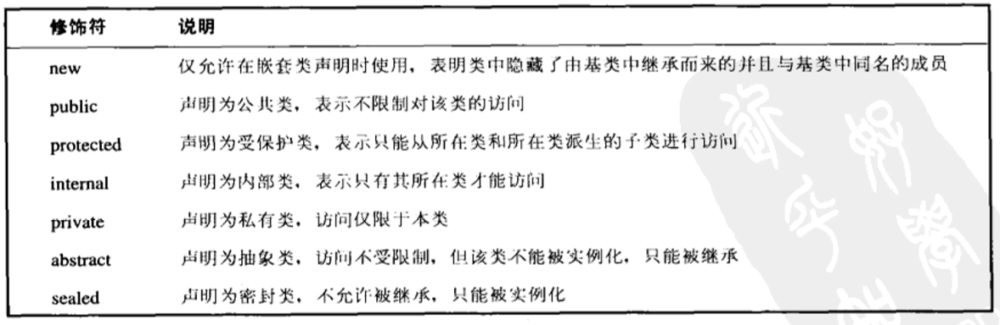 修饰符 说明
new 仅允许在嵌套类声明时使用，表明类中隐藏了由基类中继承而来的并且与基类中同名的成员
public 声明为公共类，表示不限制对该类的访问
protected 声明为受保护类，表示只能从所在类和所在类派生的子类进行访问
internal 声明为内部类，表示只有其所在类才能访问
private 声明为私有类，访问仅限于本类
abstract 声明为抽象类，访问不受限制，但该类不能被实例化，只能被继承
sealed 声明为密封类，不允许被继承，只能被实例化